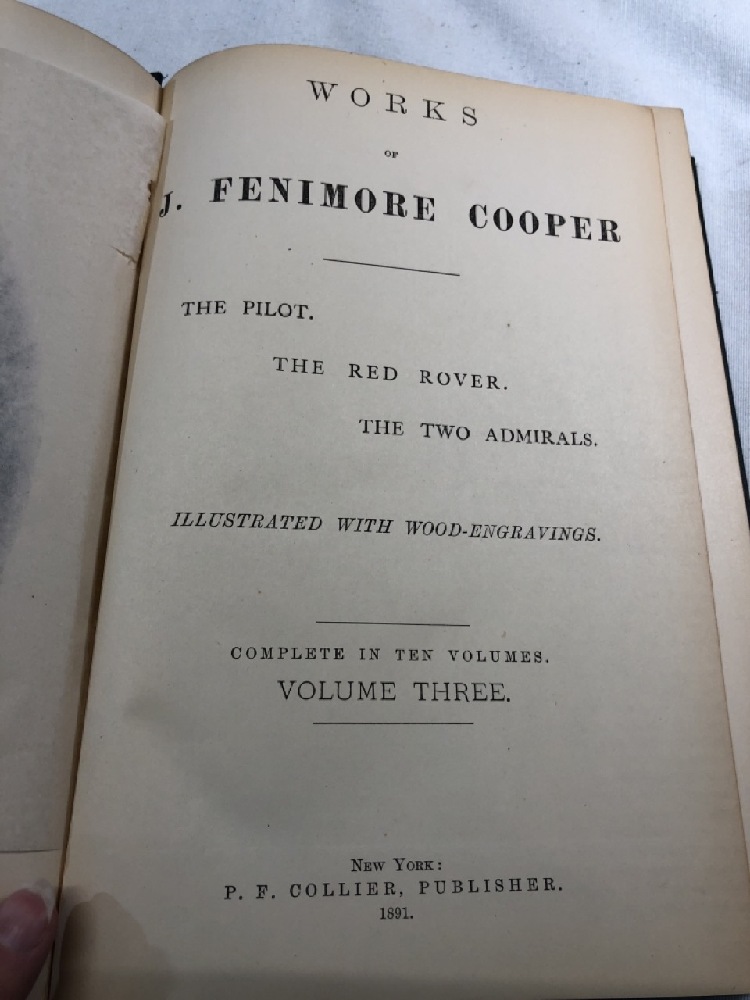 WORKS
OF
J. FENIMORE COOPER
THE PILOT.
THE RED ROVER.
THE TWO ADMIRALS.
ILLUSTRATED WITH WOOD-ENGRAVINGS.
COMPLETE IN TEN VOLUMES.
VOLUME THREE.
NEW YORK:
P. F. COLLIER, PUBLISHER.
1891.